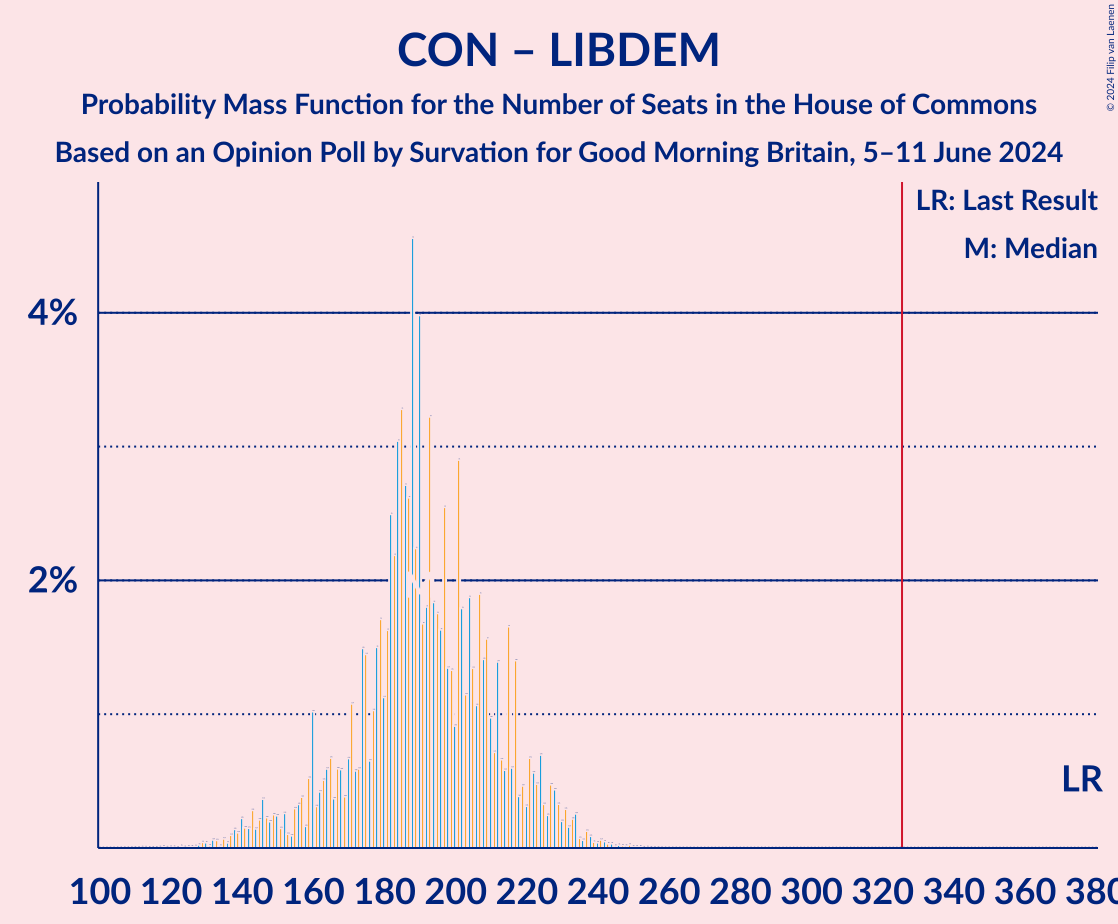 CON – LIBDEM
Probability Mass Function for the Number of Seats in the House of Commons
Based on an Opinion Poll by Survation for Good Morning Britain, 5–11 June 2024
© 2024 Filip van Laenen
LR: Last Result
M: Median
4%
2%
LR
100 120 140 160 180 200 220 240 260 280 300 320 340 360 380